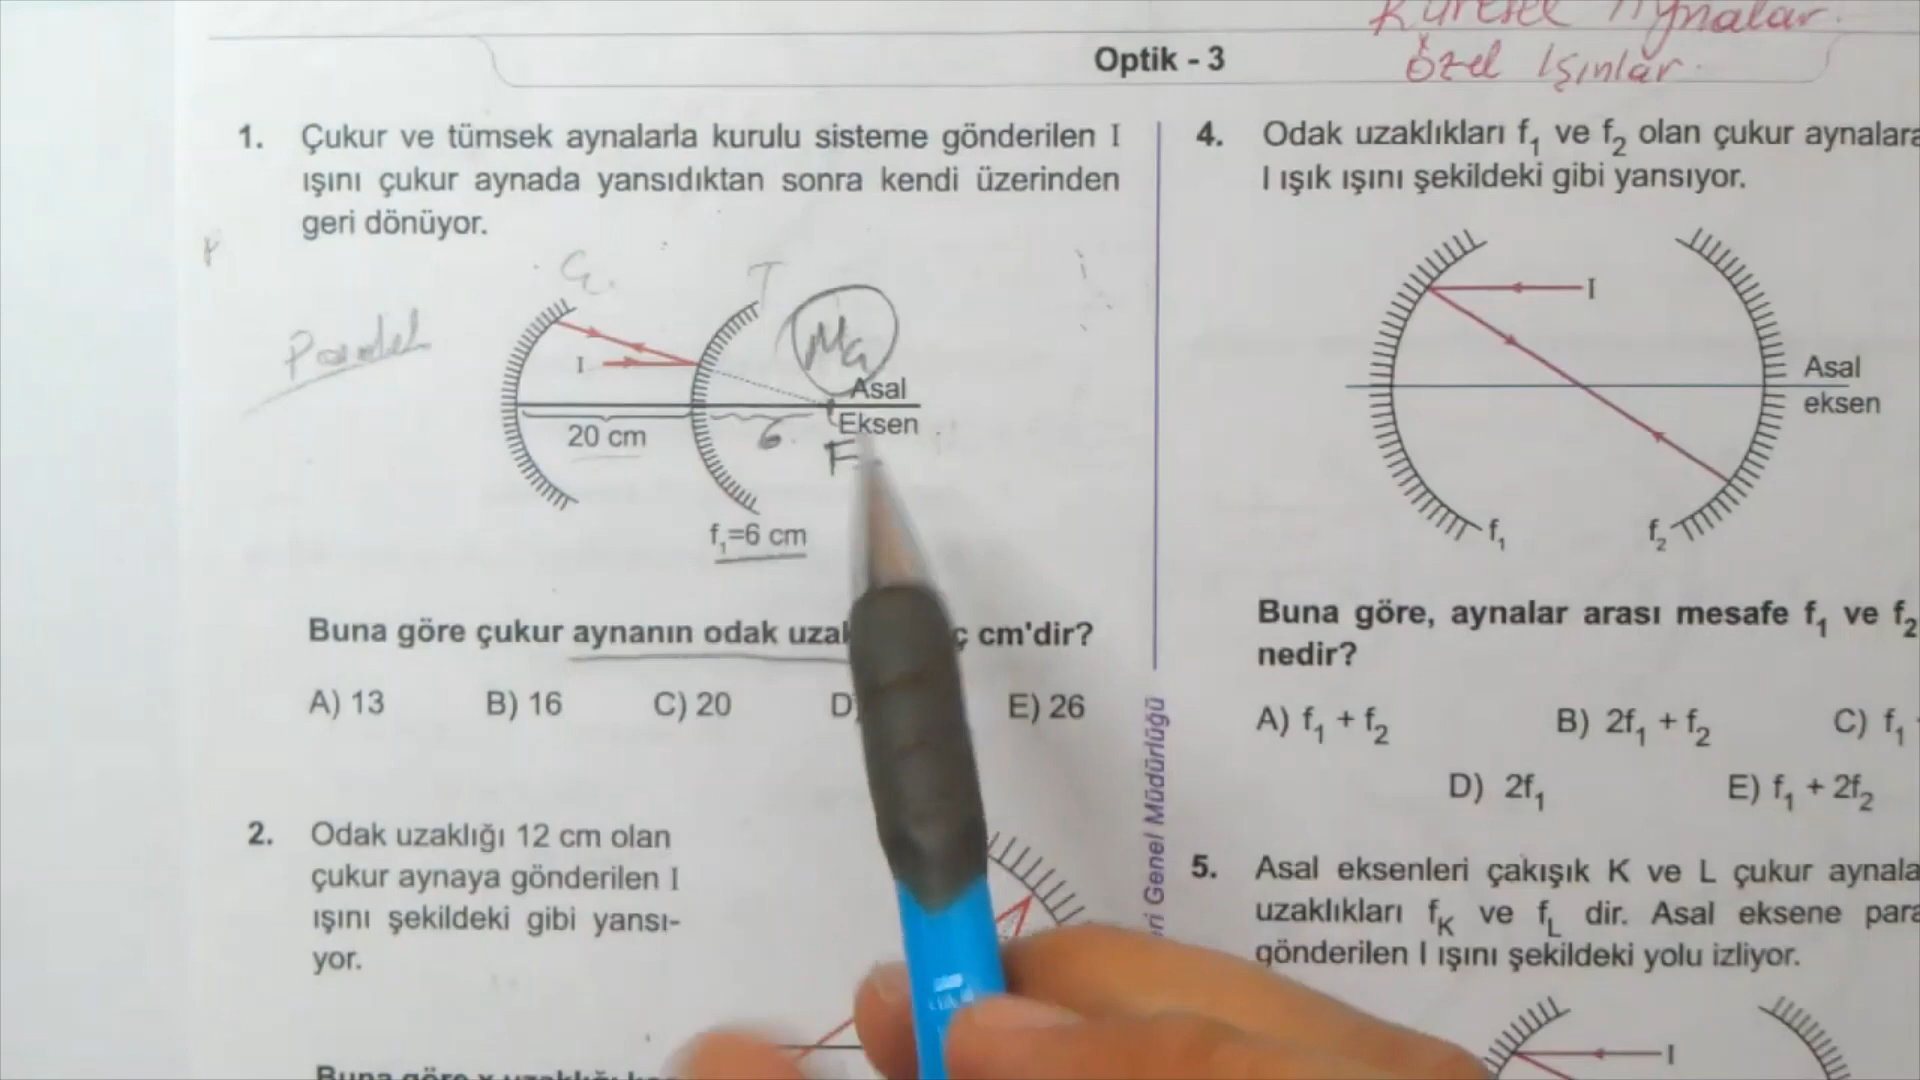 Küresel Aynalar.
Özel Işınlar.
Optik - 3
1. Çukur ve tümsek aynalarla kurulu sisteme gönderilen I
ışını çukur aynada yansıdıktan sonra kendi üzerinden
geri dönüyor.
Ç.
T
Paralel
I
Asal
Eksen
20 cm
6
F
f₁=6 cm
Buna göre çukur aynanın odak cm'dir?
A) 13
B) 16
C) 20
D
E) 26
2. Odak uzaklığı 12 cm olan
çukur aynaya gönderilen I
ışını şekildeki gibi yansı-
yor.
Genel Müdürlüğü
4. Odak uzaklıkları f₁ ve f₂ olan çukur aynalara
I ışık ışını şekildeki gibi yansıyor.
I
Asal
eksen
f₁
f₂
Buna göre, aynalar arası mesafe f₁ ve f₂
nedir?
A) f₁ + f₂
B) 2f₁ + f₂
C) f₁
D) 2f₁
E) f₁ + 2f₂
5. Asal eksenleri çakışık K ve L çukur
uzaklıkları fK ve fL dir. Asal eksene
gönderilen I ışını şekildeki yolu izliyor.
I